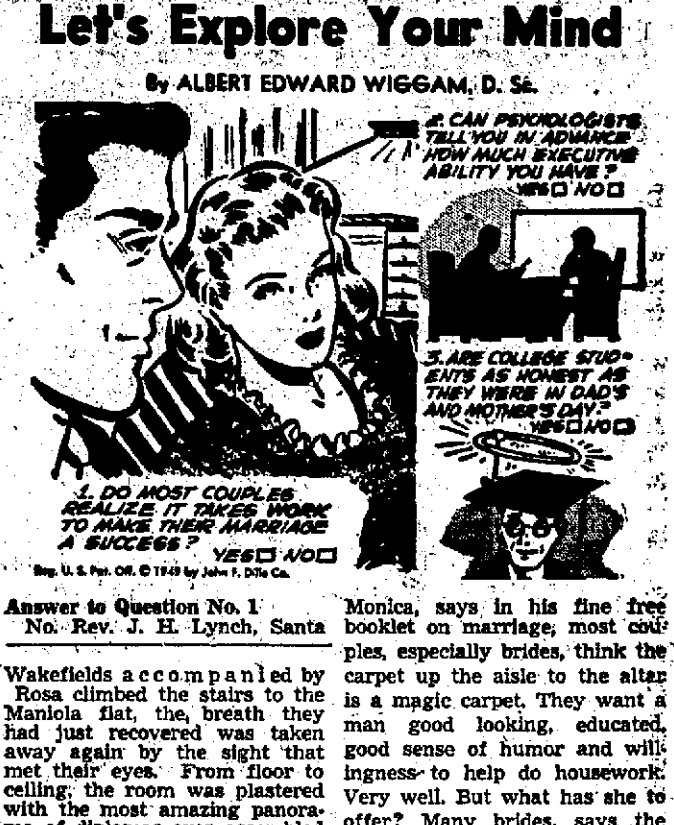 Let's Explore Your Mind
By ALBERT EDWARD WIGGAM, D. Sc.
2. CAN PSYCHOLOGISTS
TELL YOU IN ADVANCE
HOW MUCH EXECUTIVE
ABILITY YOU HAVE?
YES NO
3. ARE COLLEGE STUD-
ENTS AS HONEST AS
THEY WERE IN DAD'S
AND MOTHER'S DAY?
YES NO
1. DO MOST COUPLES
REALIZE IT TAKES WORK
TO MAKE THEIR MARRIAGE
A SUCCESS?
YES NO
Reg. U. S. Pat. Off. © 1949 by John F. Dille Co.
Answer to Question No. 1
No. Rev. J. H. Lynch, Santa
Wakefields accompanied by
Rosa climbed the stairs to the
Maniola flat, the, breath they
had just recovered was taken
away again by the sight that
met their eyes. From floor to
ceiling, the room was plastered
with the most amazing panora-
Monica, says in his fine free
booklet on marriage, most cou-
ples, especially brides, think the
carpet up the aisle to the altar
is a magic carpet. They want a
man good looking, educated,
good sense of humor and will-
ingness to help do housework.
Very well. But what has she to
offer? Many brides, says the